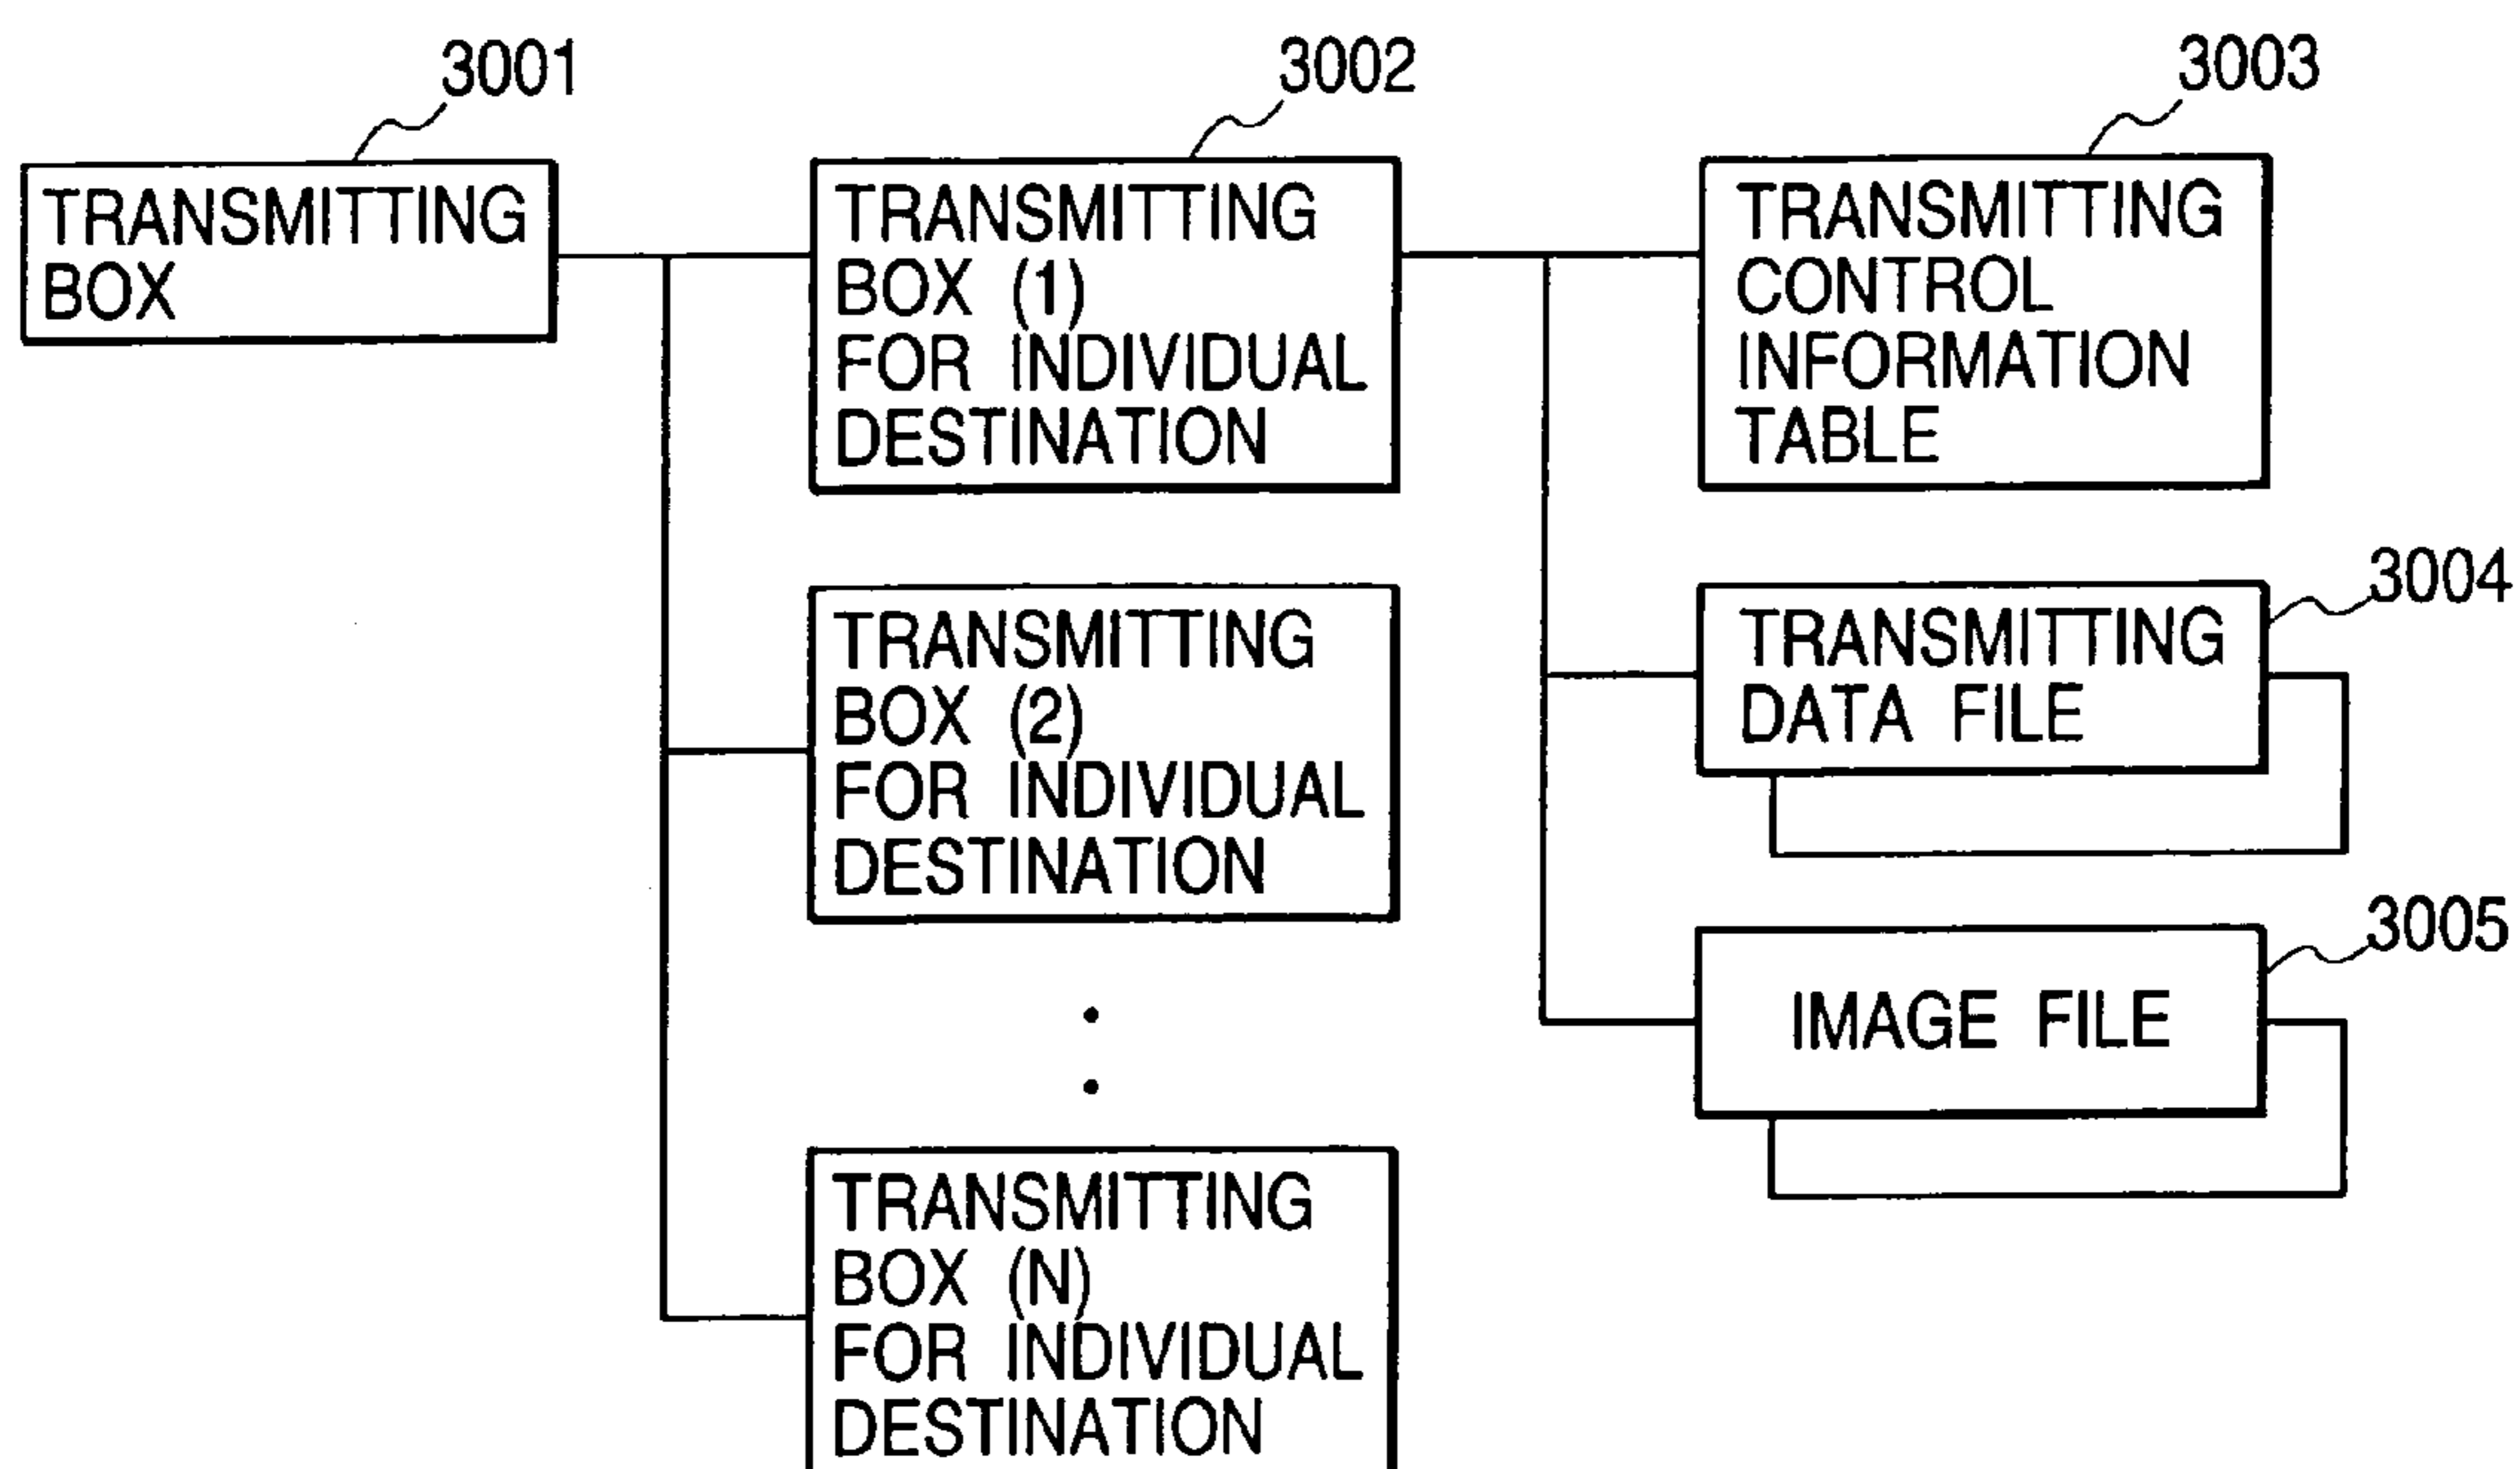 3001
3002
3003
TRANSMITTING
BOX
TRANSMITTING
BOX (1)
FOR INDIVIDUAL
DESTINATION
TRANSMITTING
CONTROL
INFORMATION
TABLE
3004
TRANSMITTING
BOX (2)
FOR INDIVIDUAL
DESTINATION
TRANSMITTING
DATA FILE
3005
IMAGE FILE
TRANSMITTING
BOX (N)
FOR INDIVIDUAL
DESTINATION